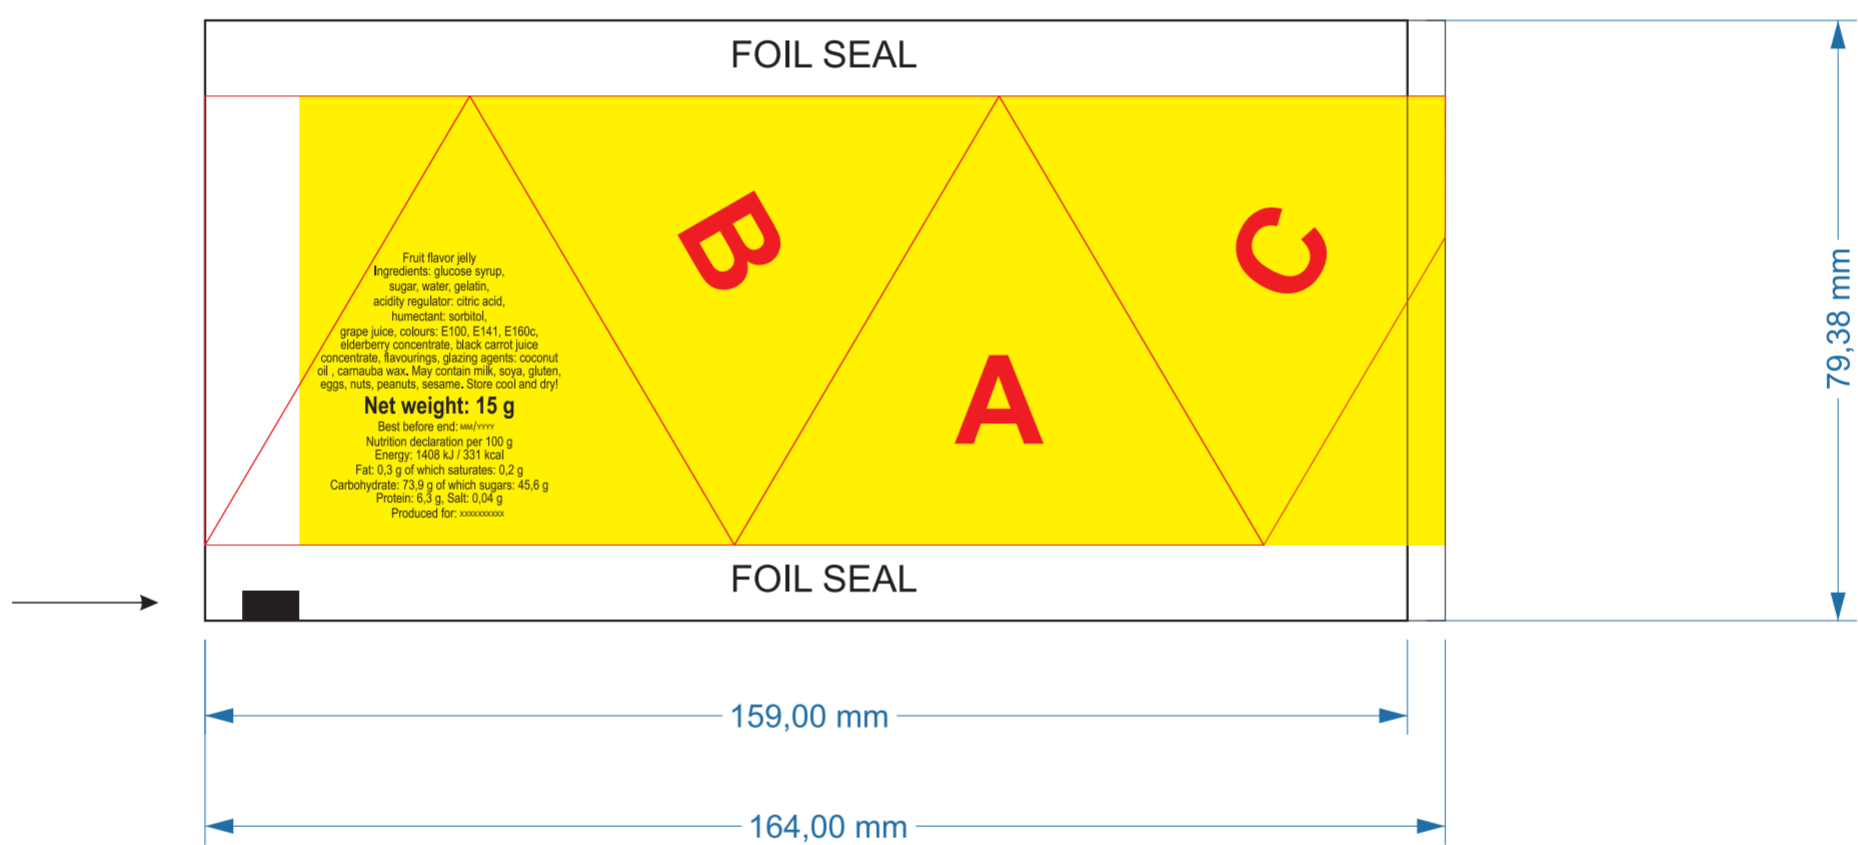 FOIL SEAL
B
C
A
Fruit flavor jelly
Ingredients: glucose syrup,
sugar, water, gelatin,
acidity regulator: citric acid,
humectant: sorbitol,
grape juice, colours: E100, E141, E160c,
elderberry concentrate, black carrot juice
concentrate, flavourings, glazing agents: coconut
oil , carnauba wax. May contain milk, soya, gluten,
eggs, nuts, peanuts, sesame. Store cool and dry!
Net weight: 15 g
Best before end: MM/YYYY
Nutrition declaration per 100 g
Energy: 1408 kJ / 331 kcal
Fat: 0,3 g of which saturates: 0,2 g
Carbohydrate: 73,9 g of which sugars: 45,6 g
Protein: 6,3 g, Salt: 0,04 g
Produced for: xxxxxxxxxx
FOIL SEAL
79,38 mm
159,00 mm
164,00 mm